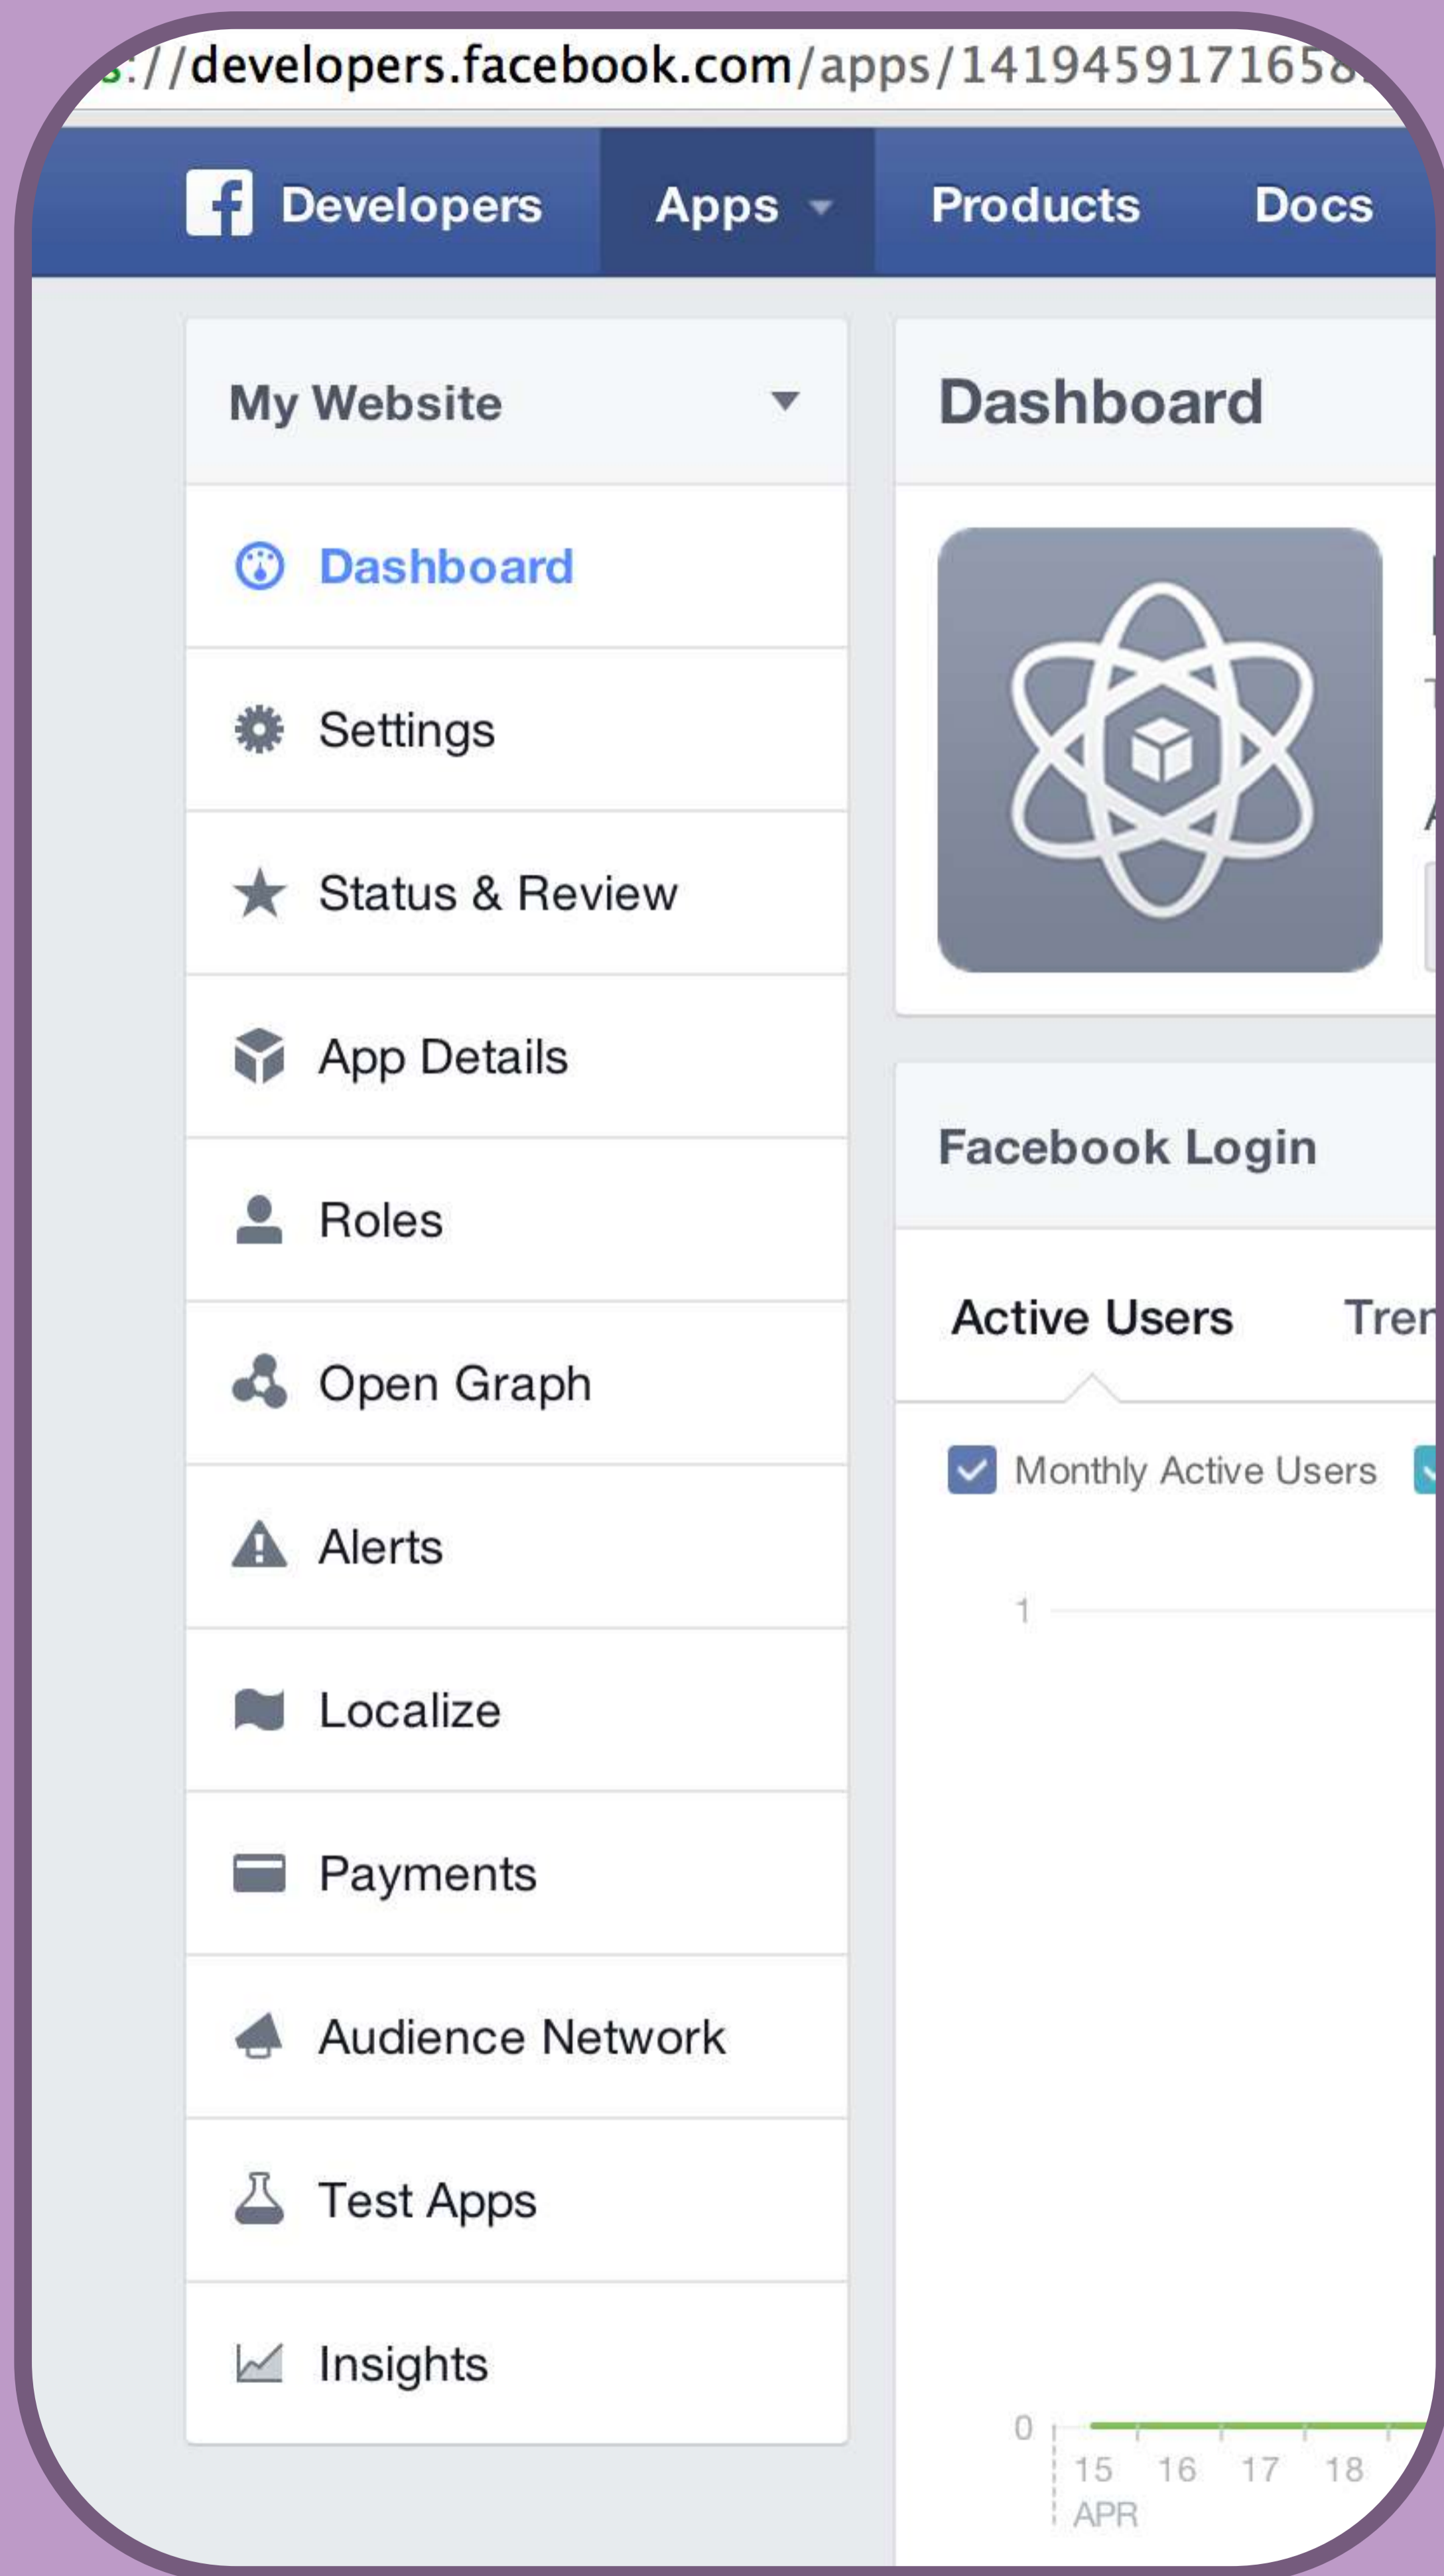 ://developers.facebook.com/apps/1419459171658
Developers Apps Products Docs
My Website
Dashboard
Settings
Status & Review
App Details
Roles
Open Graph
Alerts
Localize
Payments
Audience Network
Test Apps
Insights
Dashboard
Facebook Login
Active Users
Monthly Active Users
1
0
15 16 17 18
APR